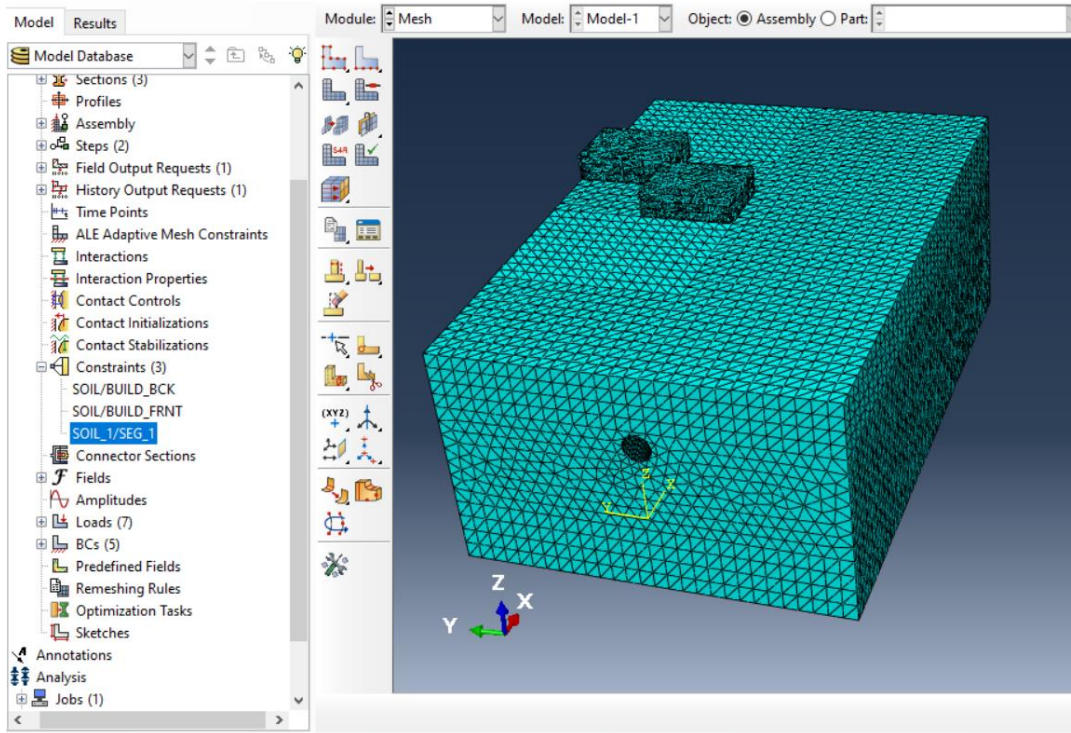 Model Results
Module: Mesh Model: Model-1 Object: Assembly Part:
Model Database
Sections (3)
Profiles
Assembly
Steps (2)
Field Output Requests (1)
History Output Requests (1)
Time Points
ALE Adaptive Mesh Constraints
Interactions
Interaction Properties
Contact Controls
Contact Initializations
Contact Stabilizations
Constraints (3)
SOIL/BUILD_BCK
SOIL/BUILD_FRNT
SOIL_1/SEG_1
Connector Sections
Fields
Amplitudes
Loads (7)
BCs (5)
Predefined Fields
Remeshing Rules
Optimization Tasks
Sketches
Annotations
Analysis
Jobs (1)
(XYZ)
Z
X
Y